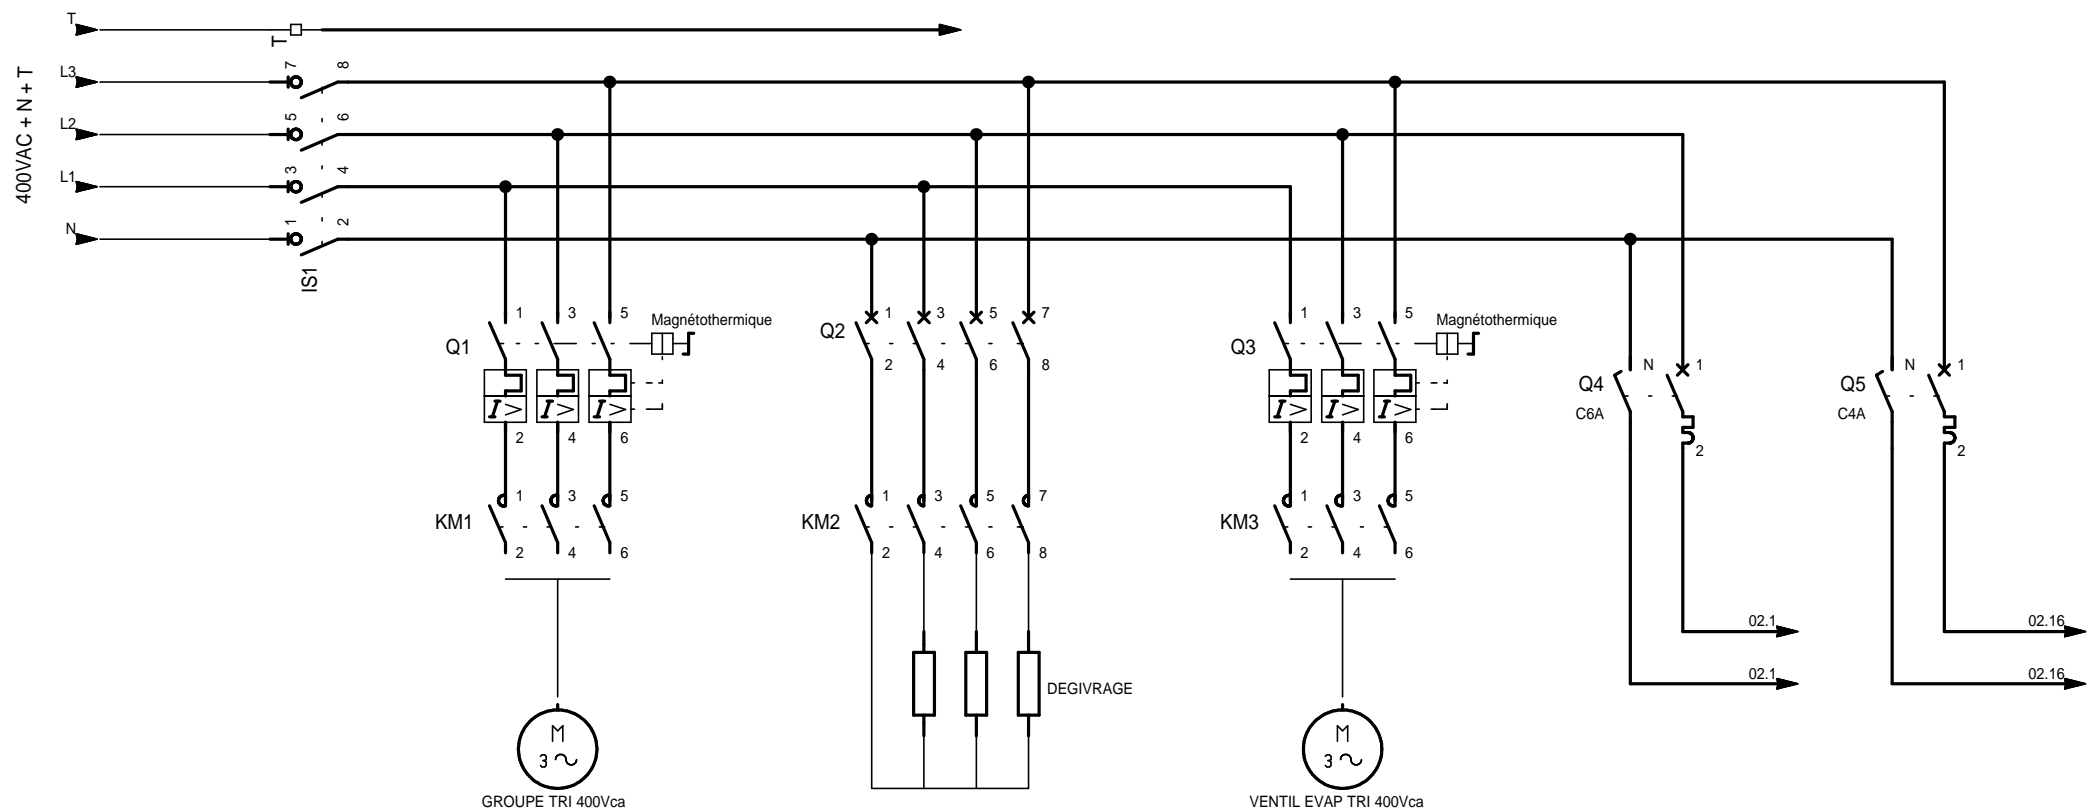 T
T
400VAC + N + T
L3
7
8
L2
5
6
L1
3
4
N
1
2
IS1
1
3
5
Magnétothermique
Q1
I >
I >
I >
2
4
6
1
3
5
KM1
2
4
6
M
3 ~
GROUPE TRI 400Vca
1
3
5
7
Q2
2
4
6
8
1
3
5
7
KM2
2
4
6
8
DEGIVRAGE
1
3
5
Magnétothermique
Q3
I >
I >
I >
2
4
6
1
3
5
KM3
2
4
6
M
3 ~
VENTIL EVAP TRI 400Vca
N
1
Q4
C6A
2
02.1
02.1
N
1
Q5
C4A
2
02.16
02.16